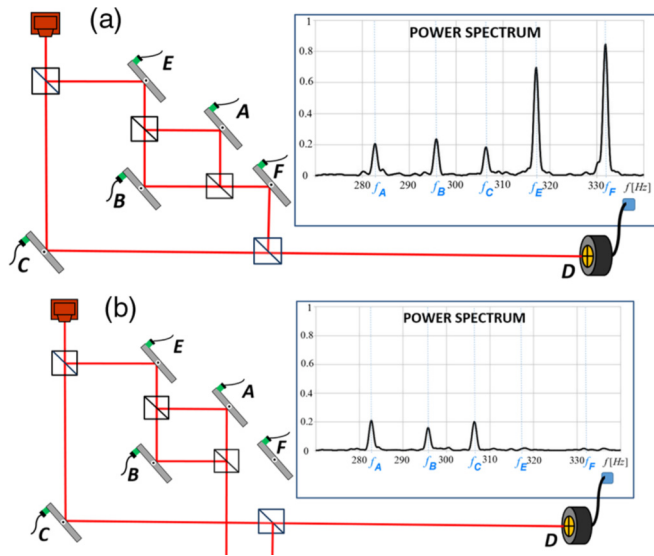 (a)
POWER SPECTRUM
1
0.8
0.6
0.4
0.2
0
280 290 300 310 320 330 f[Hz]
f_A f_B f_C f_E f_F
E
A
B
F
C
D
(b)
POWER SPECTRUM
1
0.8
0.6
0.4
0.2
0
280 290 300 310 320 330 f[Hz]
f_A f_B f_C f_E f_F
E
A
B
F
C
D